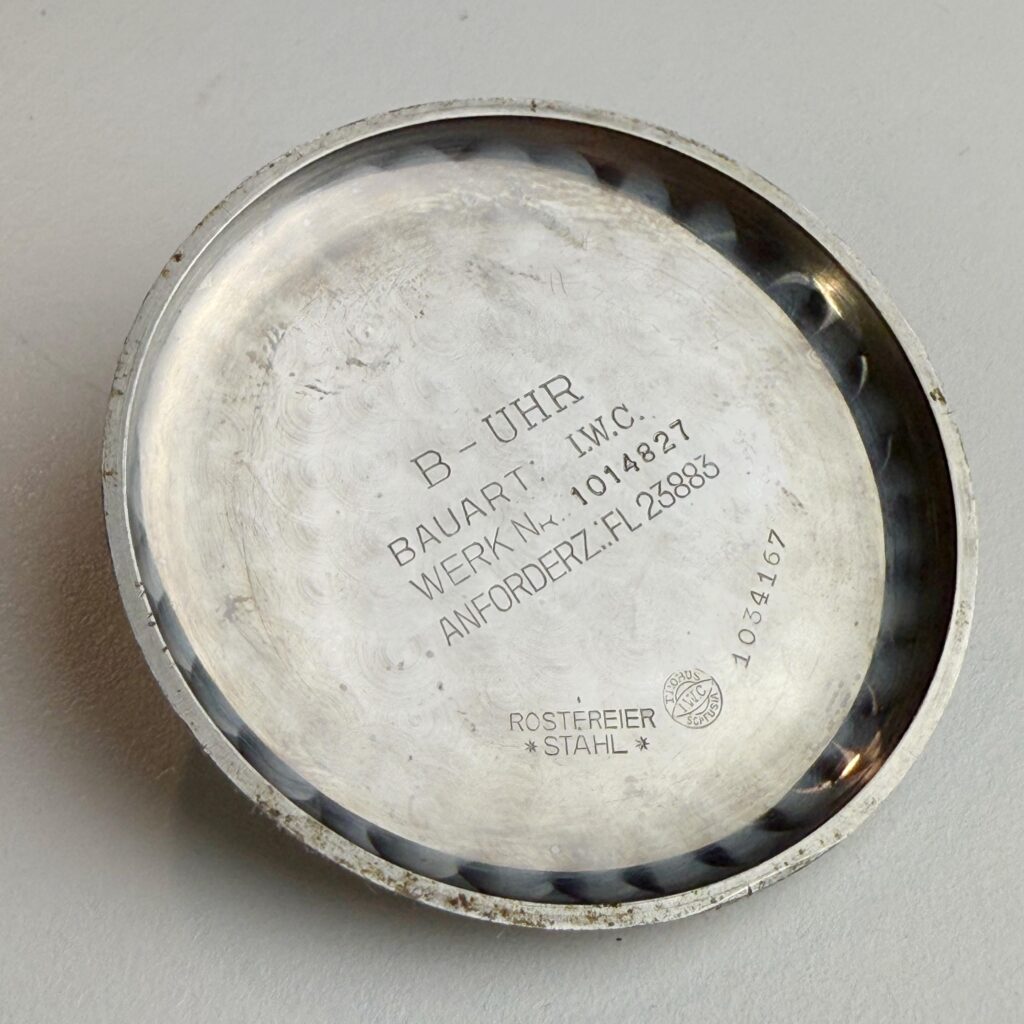 B-UHR
BAUART: I.W.C.
WERK Nr. 1014827
ANFORDERZ.:FL 23883
1034167
I.W.C
ROSTFREIER
*STAHL*